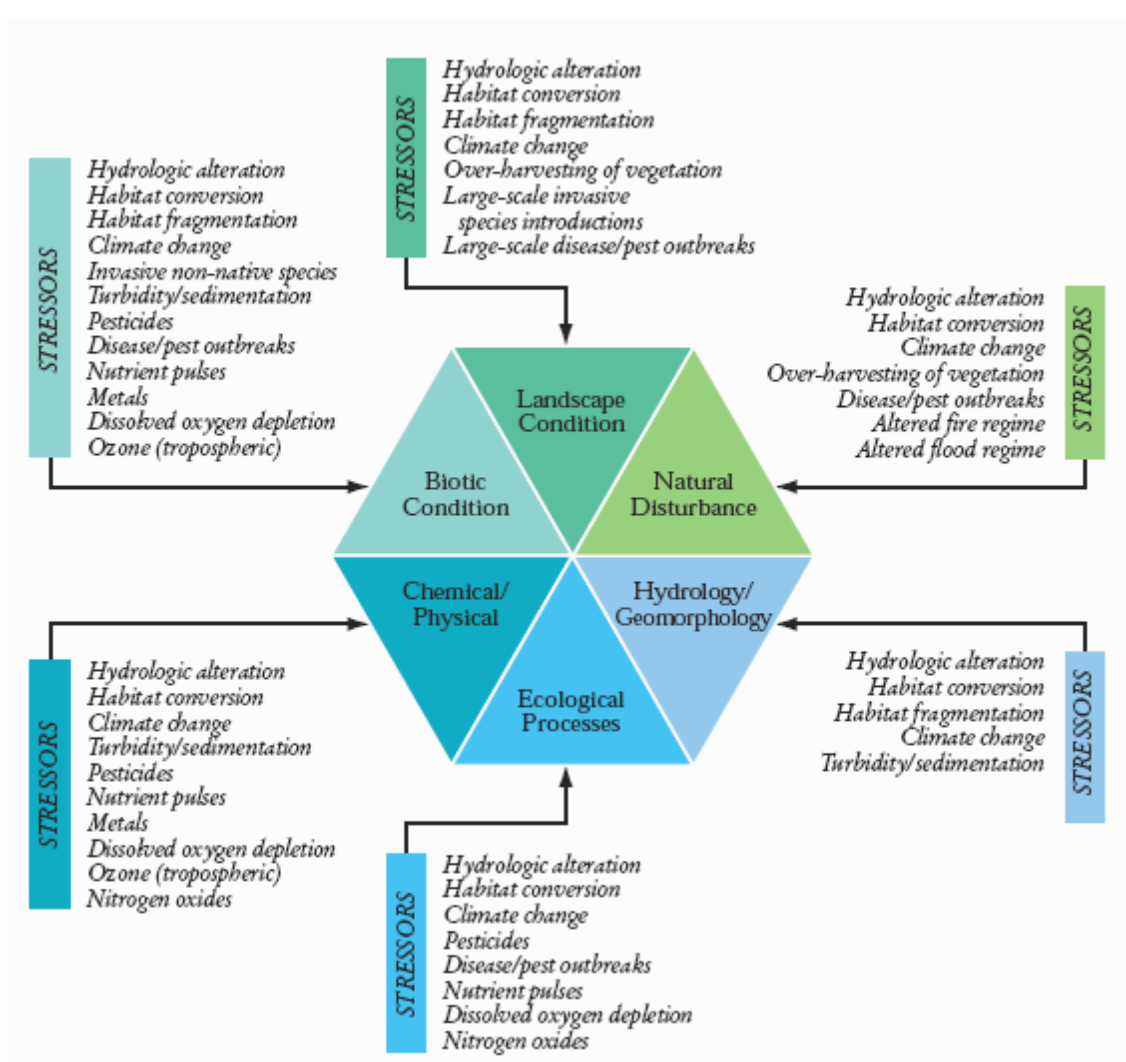 STRESSORS
Hydrologic alteration
Habitat conversion
Habitat fragmentation
Climate change
Over-harvesting of vegetation
Large-scale invasive
species introductions
Large-scale disease/pest outbreaks
STRESSORS
Hydrologic alteration
Habitat conversion
Habitat fragmentation
Climate change
Invasive non-native species
Turbidity/sedimentation
Pesticides
Disease/pest outbreaks
Nutrient pulses
Metals
Dissolved oxygen depletion
Ozone (tropospheric)
Hydrologic alteration
Habitat conversion
Climate change
Over-harvesting of vegetation
Disease/pest outbreaks
Altered fire regime
Altered flood regime
STRESSORS
Landscape
Condition
Biotic
Condition
Natural
Disturbance
Chemical/
Physical
Hydrology/
Geomorphology
Ecological
Processes
STRESSORS
Hydrologic alteration
Habitat conversion
Climate change
Turbidity/sedimentation
Pesticides
Nutrient pulses
Metals
Dissolved oxygen depletion
Ozone (tropospheric)
Nitrogen oxides
Hydrologic alteration
Habitat conversion
Habitat fragmentation
Climate change
Turbidity/sedimentation
STRESSORS
STRESSORS
Hydrologic alteration
Habitat conversion
Climate change
Pesticides
Disease/pest outbreaks
Nutrient pulses
Dissolved oxygen depletion
Nitrogen oxides